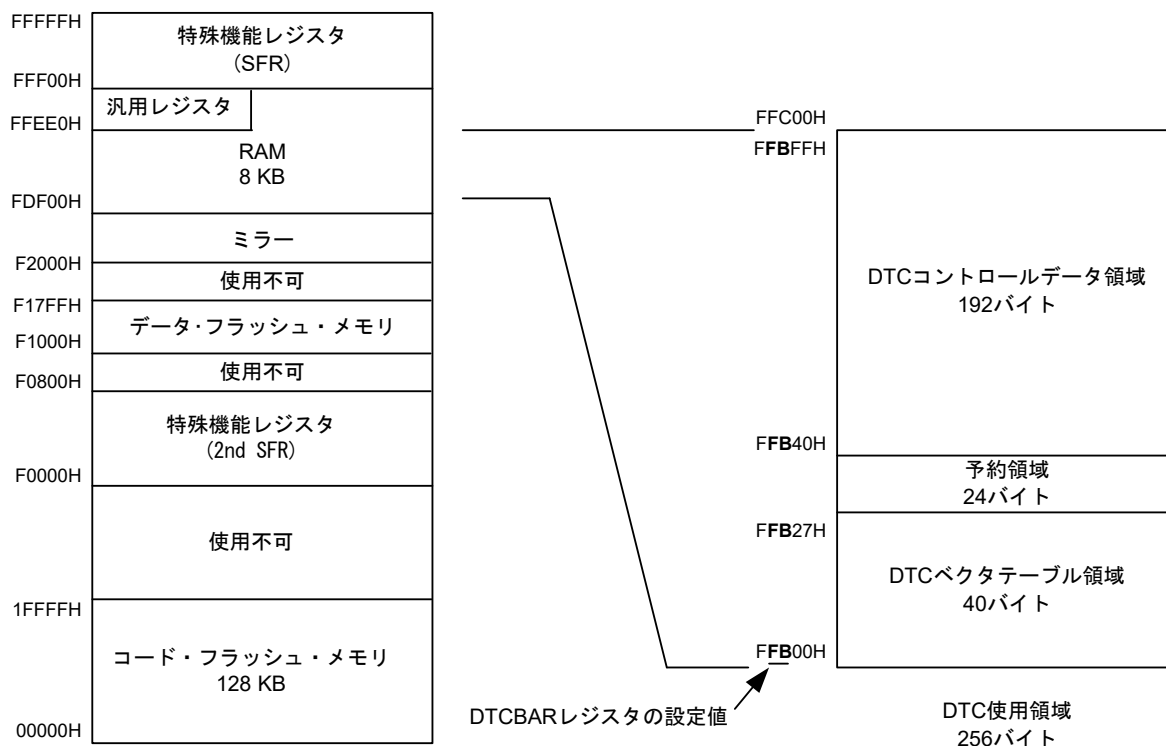 FFFFFH
特殊機能レジスタ
(SFR)
FFF00H
汎用レジスタ
FFEE0H
RAM
8 KB
FDF00H
ミラー
F2000H
使用不可
F17FFH
データ・フラッシュ・メモリ
F1000H
使用不可
F0800H
特殊機能レジスタ
(2nd SFR)
F0000H
使用不可
1FFFFH
コード・フラッシュ・メモリ
128 KB
00000H
FFC00H
FFBFFH
DTCコントロールデータ領域
192バイト
FFB40H
予約領域
24バイト
FFB27H
DTCベクタテーブル領域
40バイト
FFB00H
DTCBARレジスタの設定値
DTC使用領域
256バイト